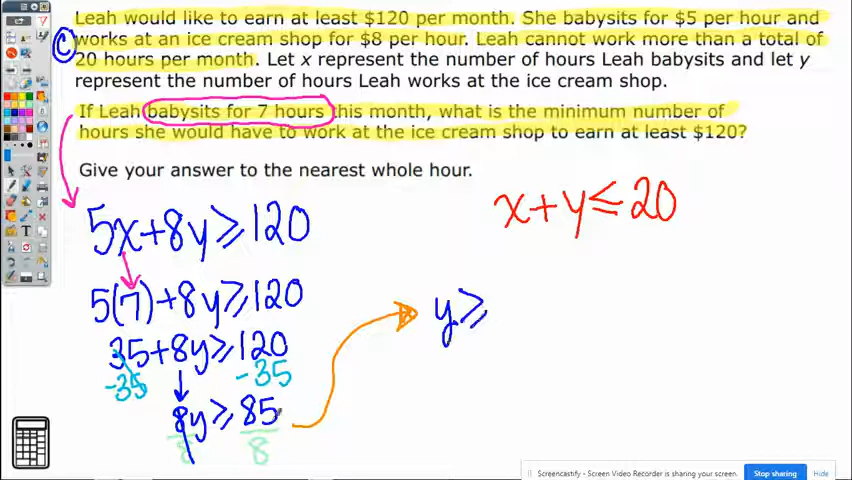 Leah would like to earn at least $120 per month. She babysits for $5 per hour and
works at an ice cream shop for $8 per hour. Leah cannot work more than a total of
20 hours per month. Let x represent the number of hours Leah babysits and let y
represent the number of hours Leah works at the ice cream shop.
C
If Leah babysits for 7 hours this month, what is the minimum number of
hours she would have to work at the ice cream shop to earn at least $120?
Give your answer to the nearest whole hour.
x+y≤20
5x+8y≥120
5(7)+8y≥120
35+8y≥120
-35 -35
8y≥85
8 8
y≥
Screencastify - Screen Video Recorder is sharing your screen.
Stop sharing
Hide